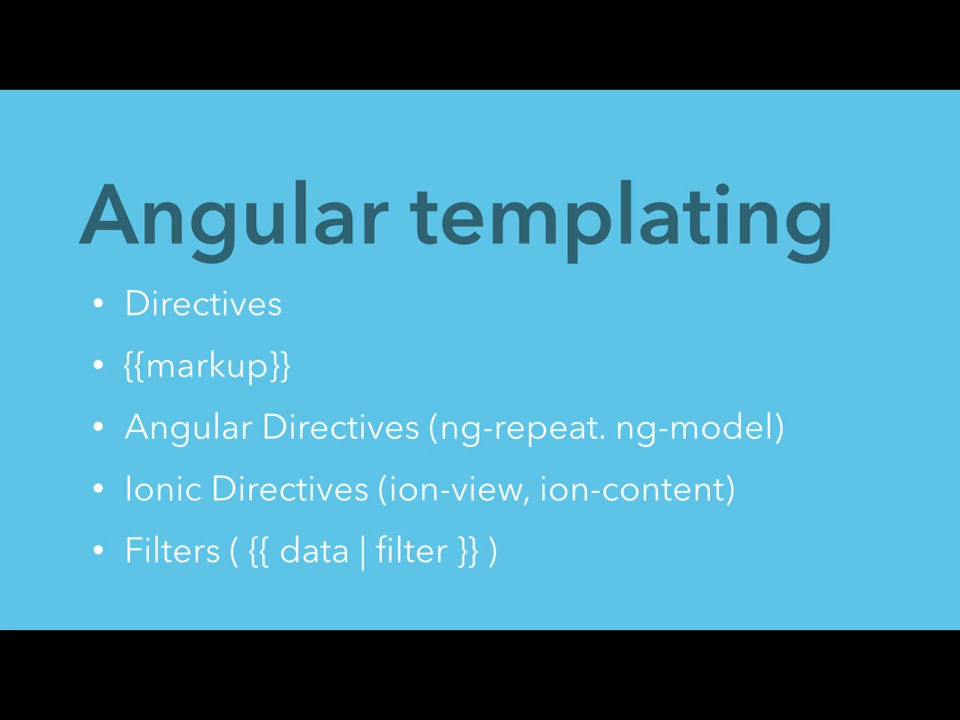 Angular templating
• Directives
• {{markup}}
• Angular Directives (ng-repeat. ng-model)
• Ionic Directives (ion-view, ion-content)
• Filters ( {{ data | filter }} )